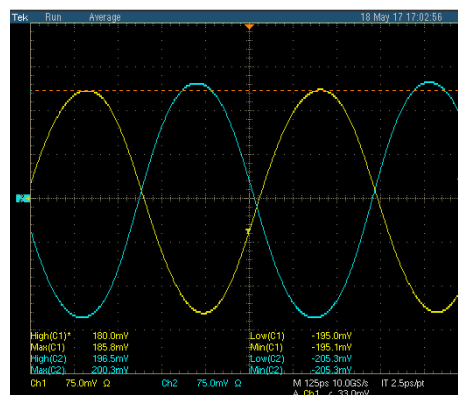 Tek Run Average 18 May 17 17:02:56
High(C1)* 180.0mV Low(C1) -195.0mV
Max(C1) 185.8mV Min(C1) -195.1mV
High(C2) 196.5mV Low(C2) -205.3mV
Max(C2) 200.3mV Min(C2) -205.3mV
Ch1 75.0mV Ω Ch2 75.0mV Ω M 125ps 10.0GS/s IT 2.5ps/pt
A Ch1 33.0mV